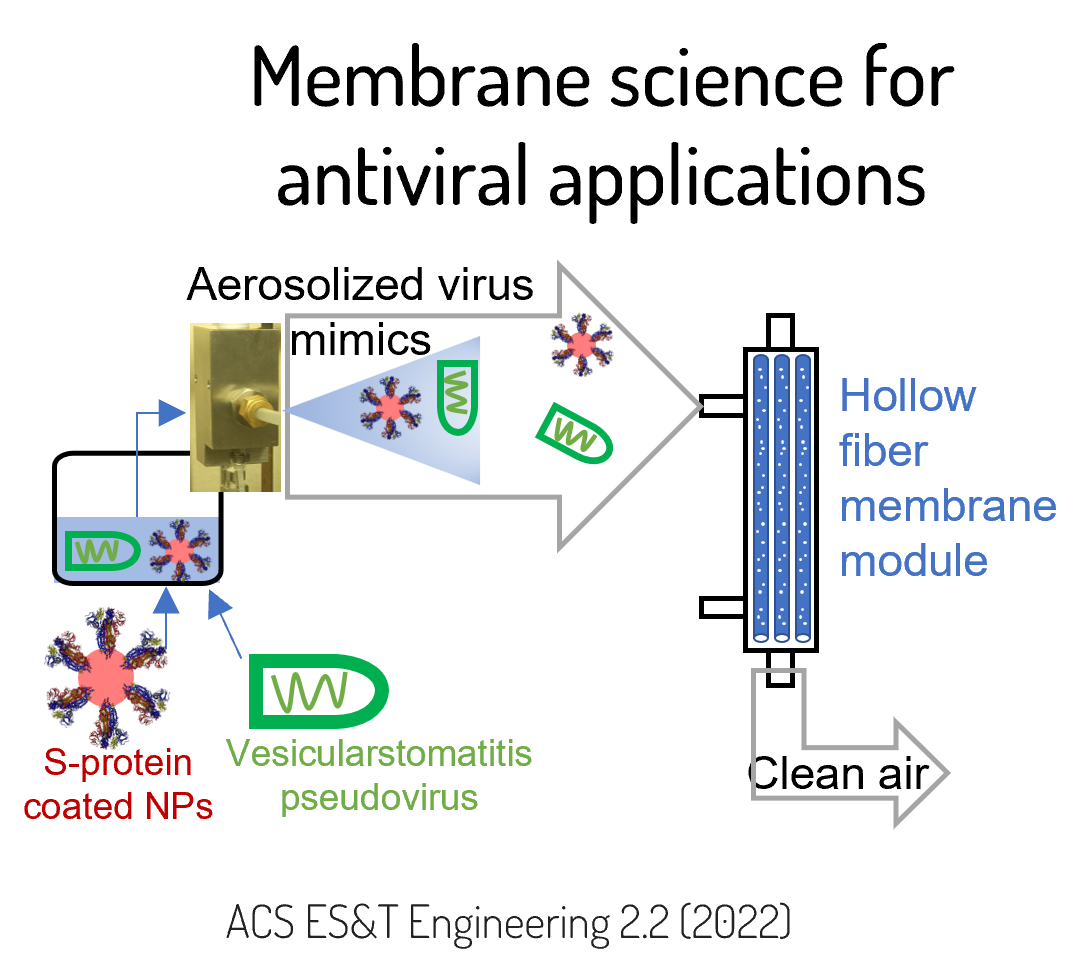 Membrane science for
antiviral applications
Aerosolized virus
mimics
Hollow
fiber
membrane
module
S-protein
coated NPs
Vesicularstomatitis
pseudovirus
Clean air
ACS ES&T Engineering 2.2 (2022)